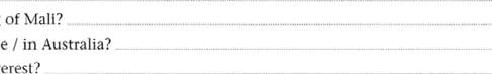 of Mali?
e / in Australia?
erest?